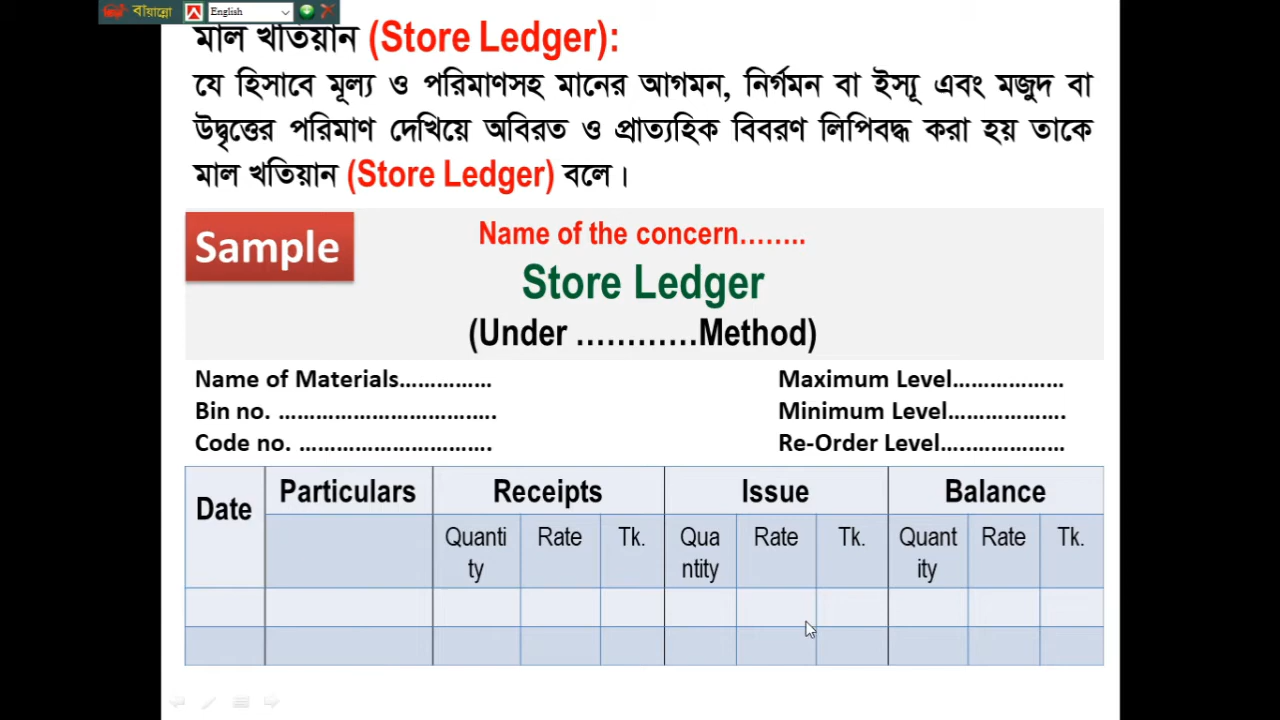 বায়ান্নো
English
মাল খতিয়ান (Store Ledger):
যে হিসাবে মূল্য ও পরিমাণসহ মানের আগমন, নির্গমন বা ইস্যূ এবং মজুদ বা
উদ্বৃত্তের পরিমাণ দেখিয়ে অবিরত ও প্রাত্যহিক বিবরণ লিপিবদ্ধ করা হয় তাকে
মাল খতিয়ান (Store Ledger) বলে।
Sample
Name of the concern……..
Store Ledger
(Under …………Method)
Name of Materials……………
Maximum Level………………
Bin no. ………………………….….
Minimum Level……………….
Code no. ………………………….
Re-Order Level…..……………
Date Particulars Receipts Issue Balance
Quanti
ty
Rate
Tk.
Qua
ntity
Rate
Tk.
Quant
ity
Rate
Tk.